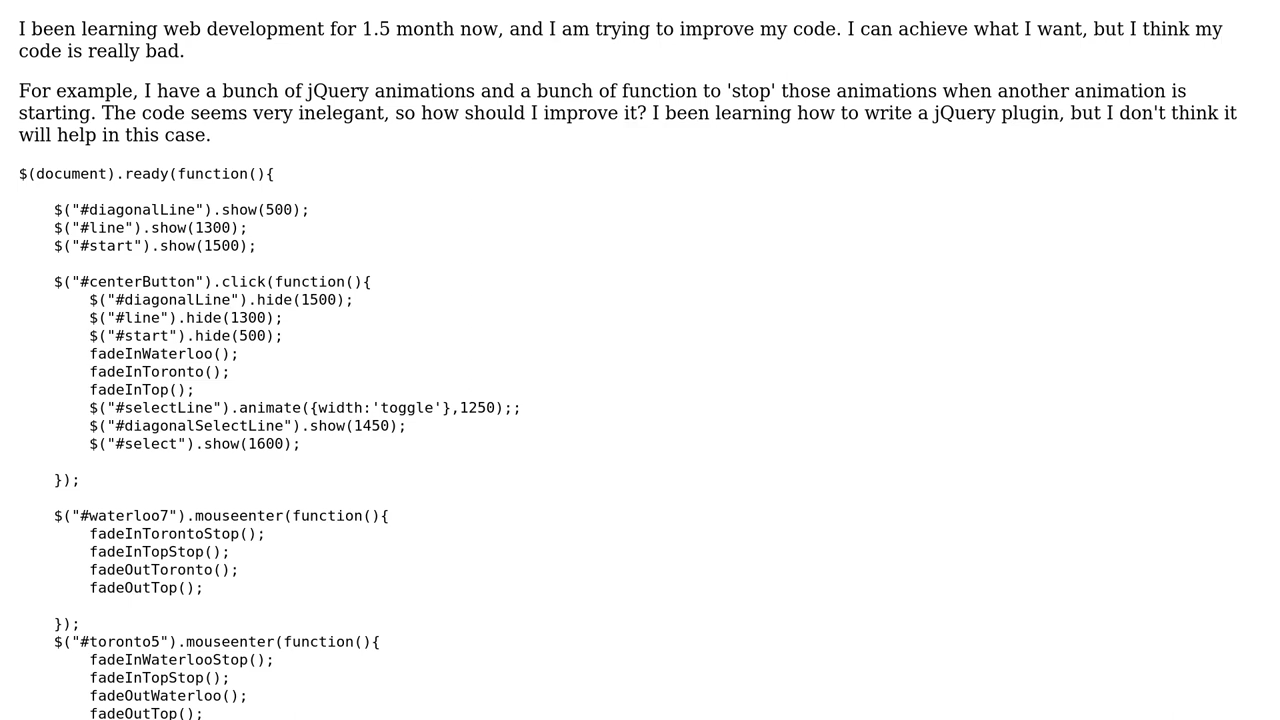 I been learning web development for 1.5 month now, and I am trying to improve my code. I can achieve what I want, but I think my
code is really bad.
For example, I have a bunch of jQuery animations and a bunch of function to 'stop' those animations when another animation is
starting. The code seems very inelegant, so how should I improve it? I been learning how to write a jQuery plugin, but I don't think it
will help in this case.
$(document).ready(function(){
$("#diagonalLine").show(500);
$("#line").show(1300);
$("#start").show(1500);
$("#centerButton").click(function(){
$("#diagonalLine").hide(1500);
$("#line").hide(1300);
$("#start").hide(500);
fadeInWaterloo();
fadeInToronto();
fadeInTop();
$("#selectLine").animate({width:'toggle'},1250);;
$("#diagonalSelectLine").show(1450);
$("#select").show(1600);
});
$("#waterloo7").mouseenter(function(){
fadeInTorontoStop();
fadeInTopStop();
fadeOutToronto();
fadeOutTop();
});
$("#toronto5").mouseenter(function(){
fadeInWaterlooStop();
fadeInTopStop();
fadeOutWaterloo();
fadeOutTop();